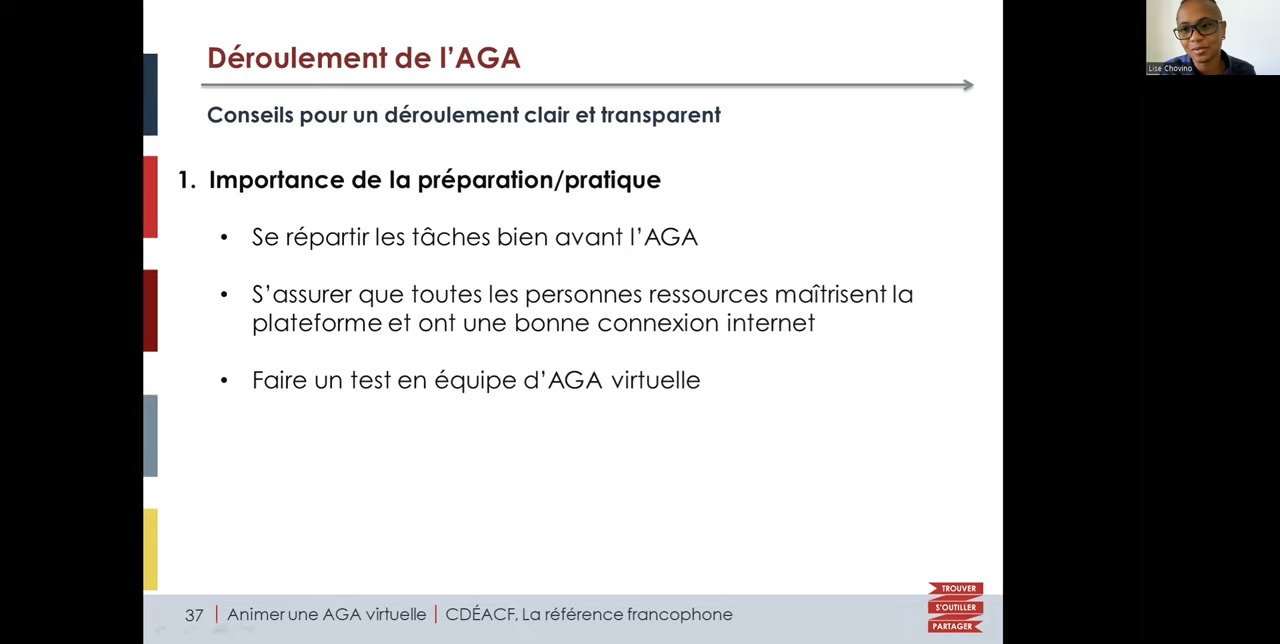 Déroulement de l’AGA
Conseils pour un déroulement clair et transparent
1. Importance de la préparation/pratique
• Se répartir les tâches bien avant l’AGA
• S’assurer que toutes les personnes ressources maîtrisent la
plateforme et ont une bonne connexion internet
• Faire un test en équipe d’AGA virtuelle
37 | Animer une AGA virtuelle | CDÉACF, La référence francophone
TROUVER
S’OUTILLER
PARTAGER
Lise Chovino